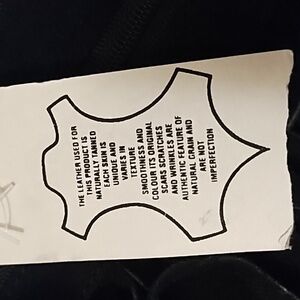 THE LEATHER USED FOR
THIS PRODUCT IS
NATURALLY TANNED
EACH SKIN IS
UNIQUE AND
VARIES IN
TEXTURE
SMOOTHNESS AND
COLOUR ITS ORIGINAL
SCARS SCRATCHES
AND WRINKLES ARE
AUTHENTIC FEATURE OF
NATURAL GRAIN AND
ARE NOT
IMPERFECTION